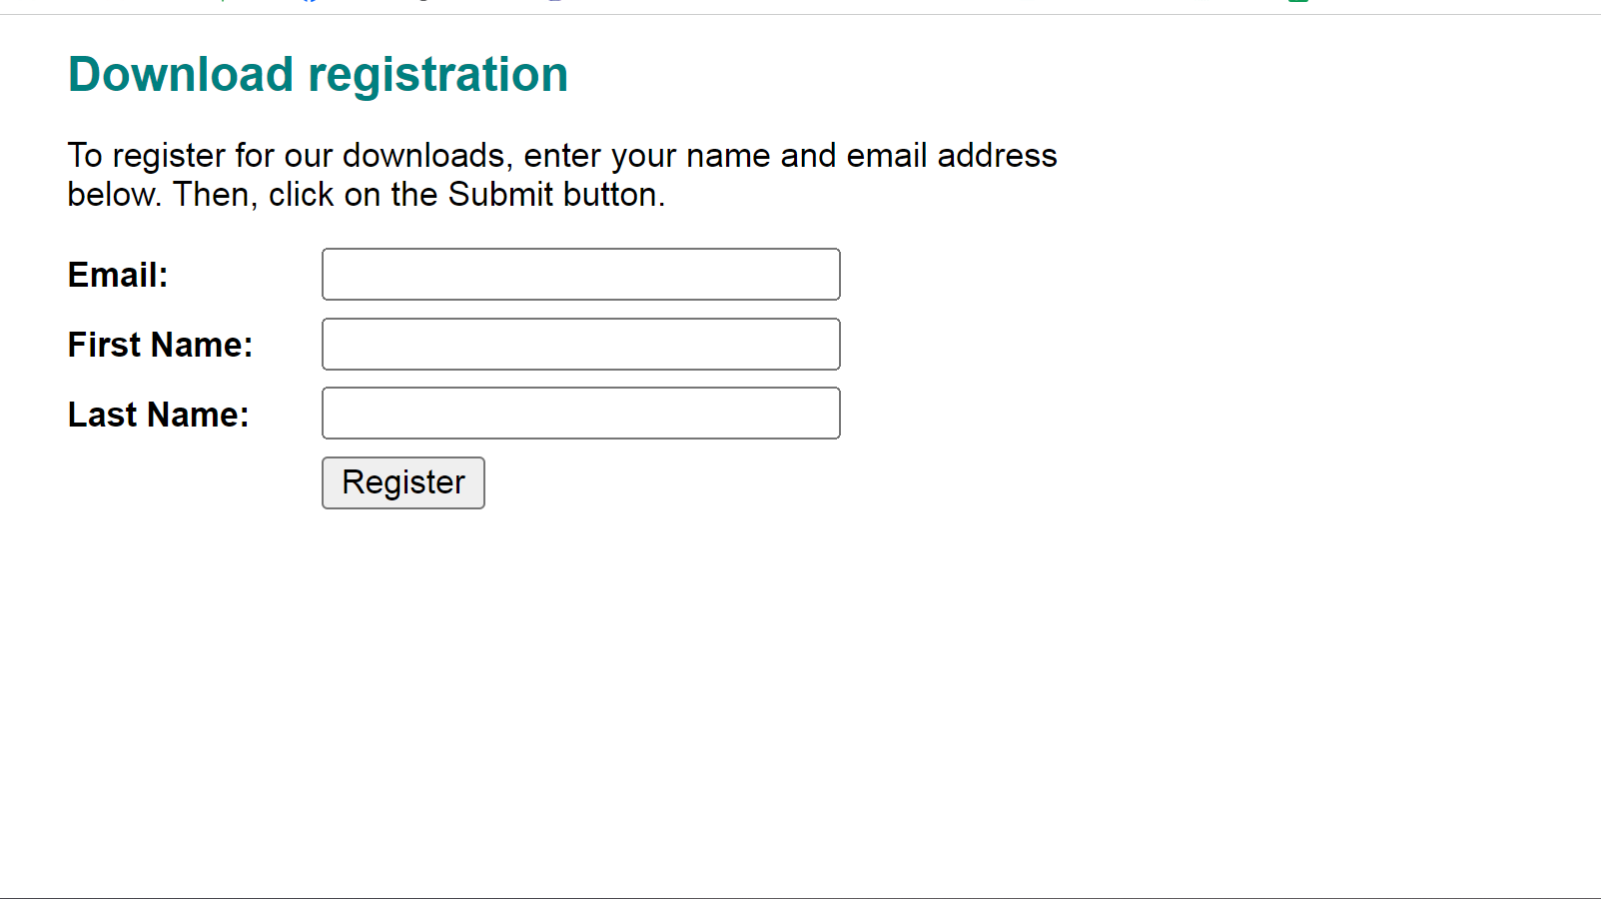 Download registration
To register for our downloads, enter your name and email address
below. Then, click on the Submit button.
Email:
First Name:
Last Name:
Register